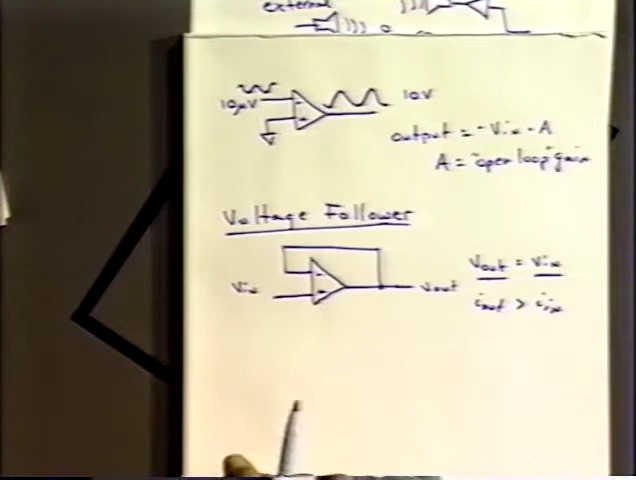 external
10µV
10V
output = -Vin · A
A = "open loop" gain
Voltage Follower
Vin
Vout
Vout = Vin
iout > iin